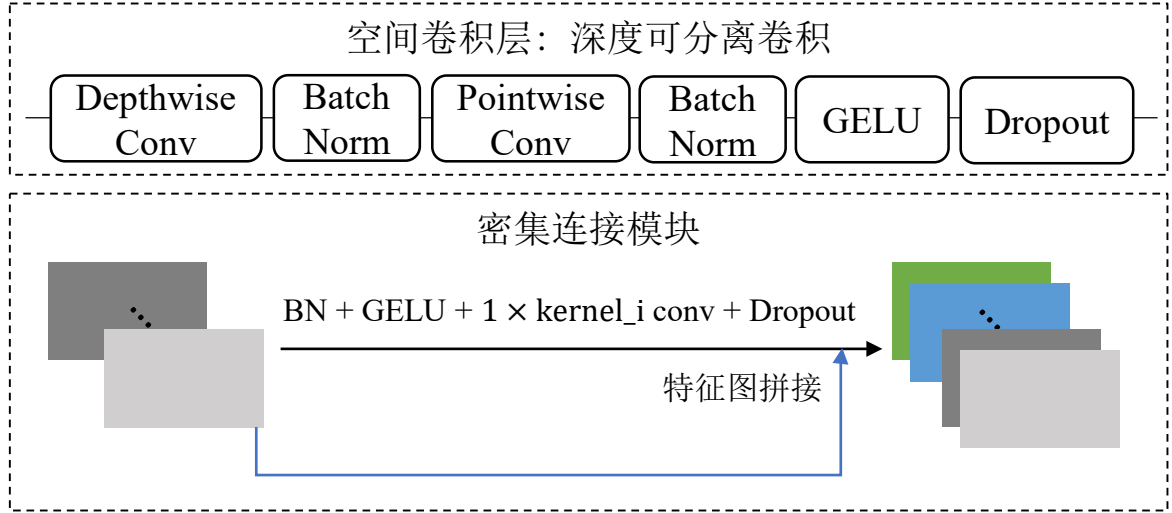 空间卷积层：深度可分离卷积
Depthwise
Conv
Batch
Norm
Pointwise
Conv
Batch
Norm
GELU
Dropout
密集连接模块
BN + GELU + 1 × kernel_i conv + Dropout
特征图拼接